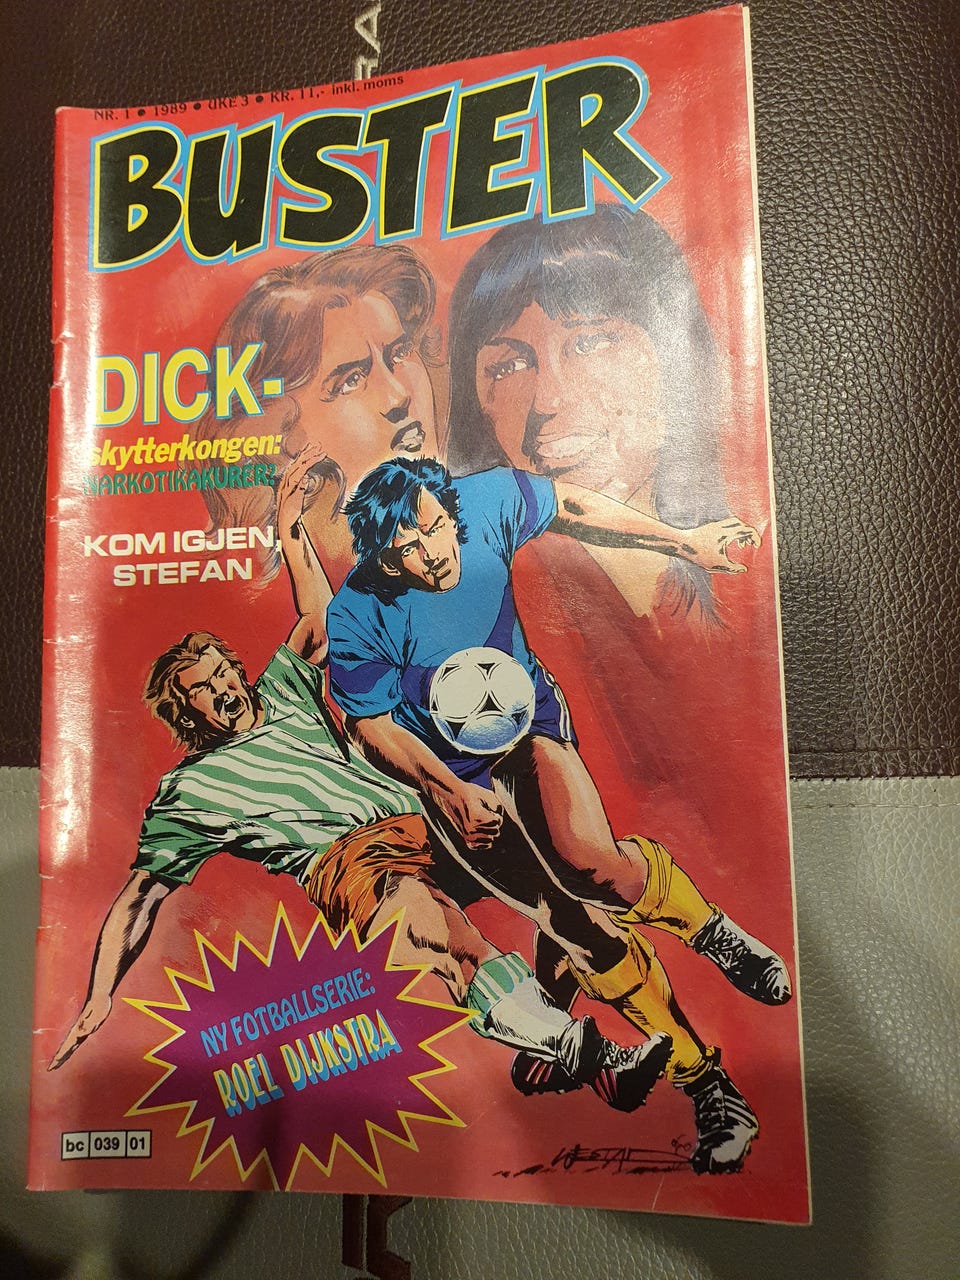 NR. 1 • 1989 • UKE 3 • KR. 11,- inkl. moms
BUSTER
DICK-
skytterkongen:
NARKOTIKAKURER?
KOM IGJEN,
STEFAN
NY FOTBALLSERIE:
ROEL DIJKSTRA
bc 039 01